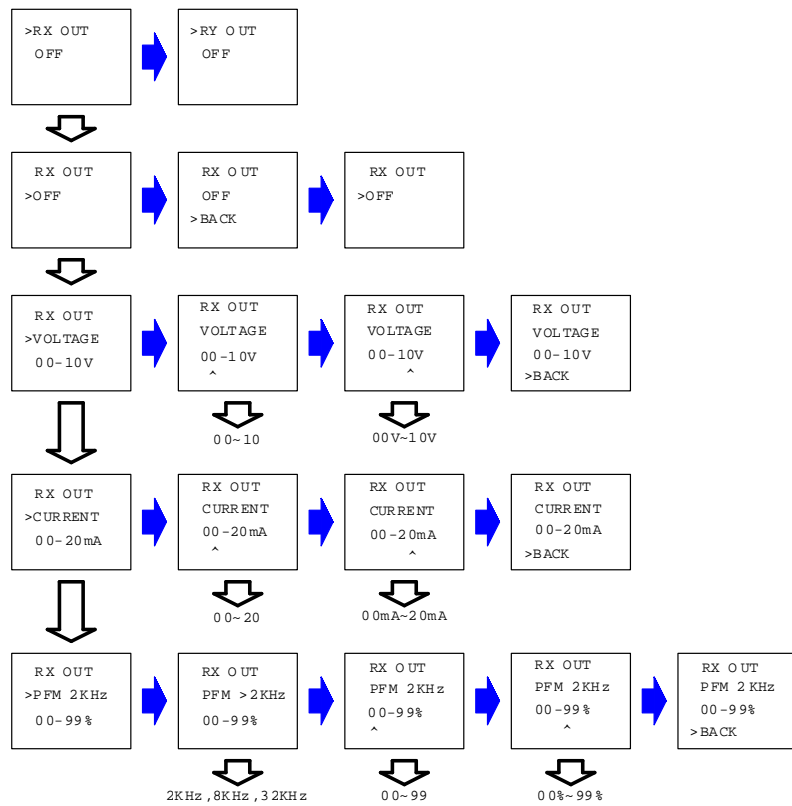 >RX OUT
OFF
>RY OUT
OFF
RX OUT
>OFF
RX OUT
OFF
>BACK
RX OUT
>OFF
RX OUT
>VOLTAGE
00-10V
RX OUT
VOLTAGE
00-10V
^
RX OUT
VOLTAGE
00-10V
^
RX OUT
VOLTAGE
00-10V
>BACK
00~10
00V~10V
RX OUT
>CURRENT
00-20mA
RX OUT
CURRENT
00-20mA
^
RX OUT
CURRENT
00-20mA
^
RX OUT
CURRENT
00-20mA
>BACK
00~20
00mA~20mA
RX OUT
>PFM 2KHz
00-99%
RX OUT
PFM >2KHz
00-99%
RX OUT
PFM 2KHz
00-99%
^
RX OUT
PFM 2KHz
00-99%
^
RX OUT
PFM 2KHz
00-99%
>BACK
2KHz,8KHz,32KHz
00~99
00%~99%